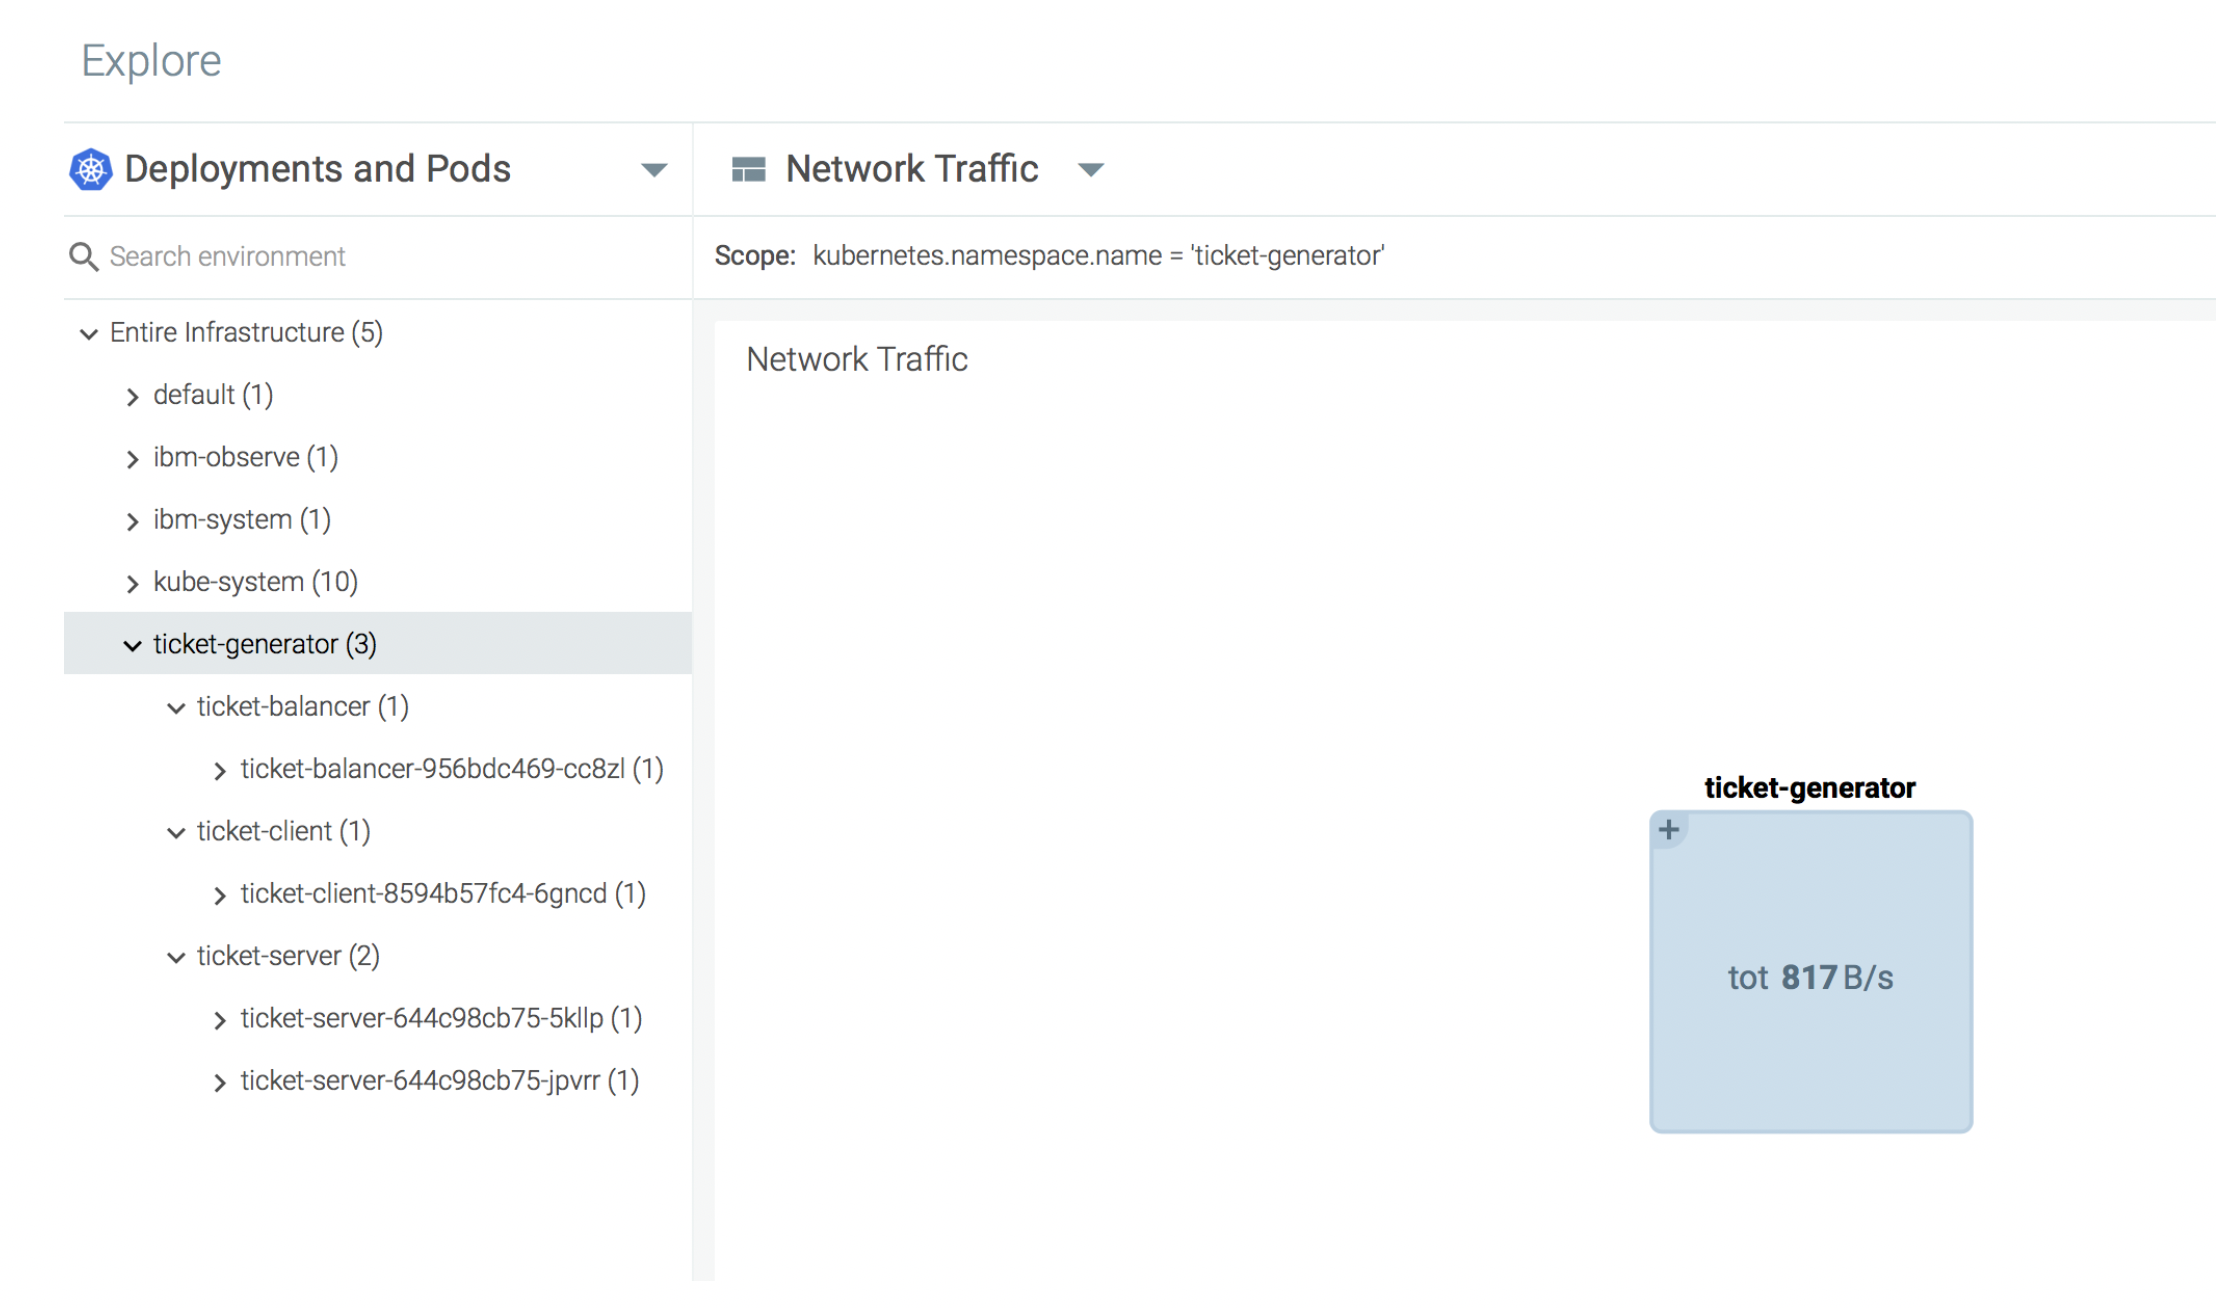 Explore
Deployments and Pods
Network Traffic
Search environment
Scope: kubernetes.namespace.name = 'ticket-generator'
Entire Infrastructure (5)
default (1)
ibm-observe (1)
ibm-system (1)
kube-system (10)
ticket-generator (3)
ticket-balancer (1)
ticket-balancer-956bdc469-cc8zl (1)
ticket-client (1)
ticket-client-8594b57fc4-6gncd (1)
ticket-server (2)
ticket-server-644c98cb75-5kllp (1)
ticket-server-644c98cb75-jpvrr (1)
Network Traffic
ticket-generator
+
tot 817 B/s